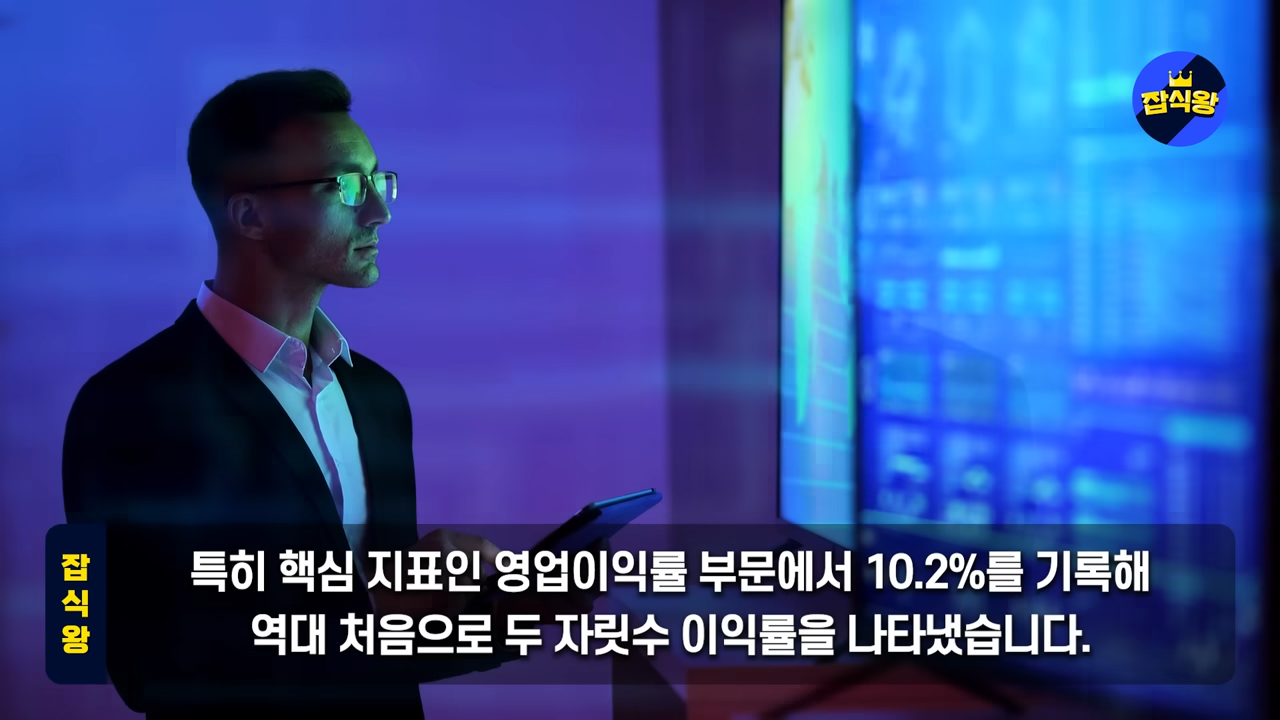 잡식왕
잡
식
왕
특히 핵심 지표인 영업이익률 부문에서 10.2%를 기록해
역대 처음으로 두 자릿수 이익률을 나타냈습니다.